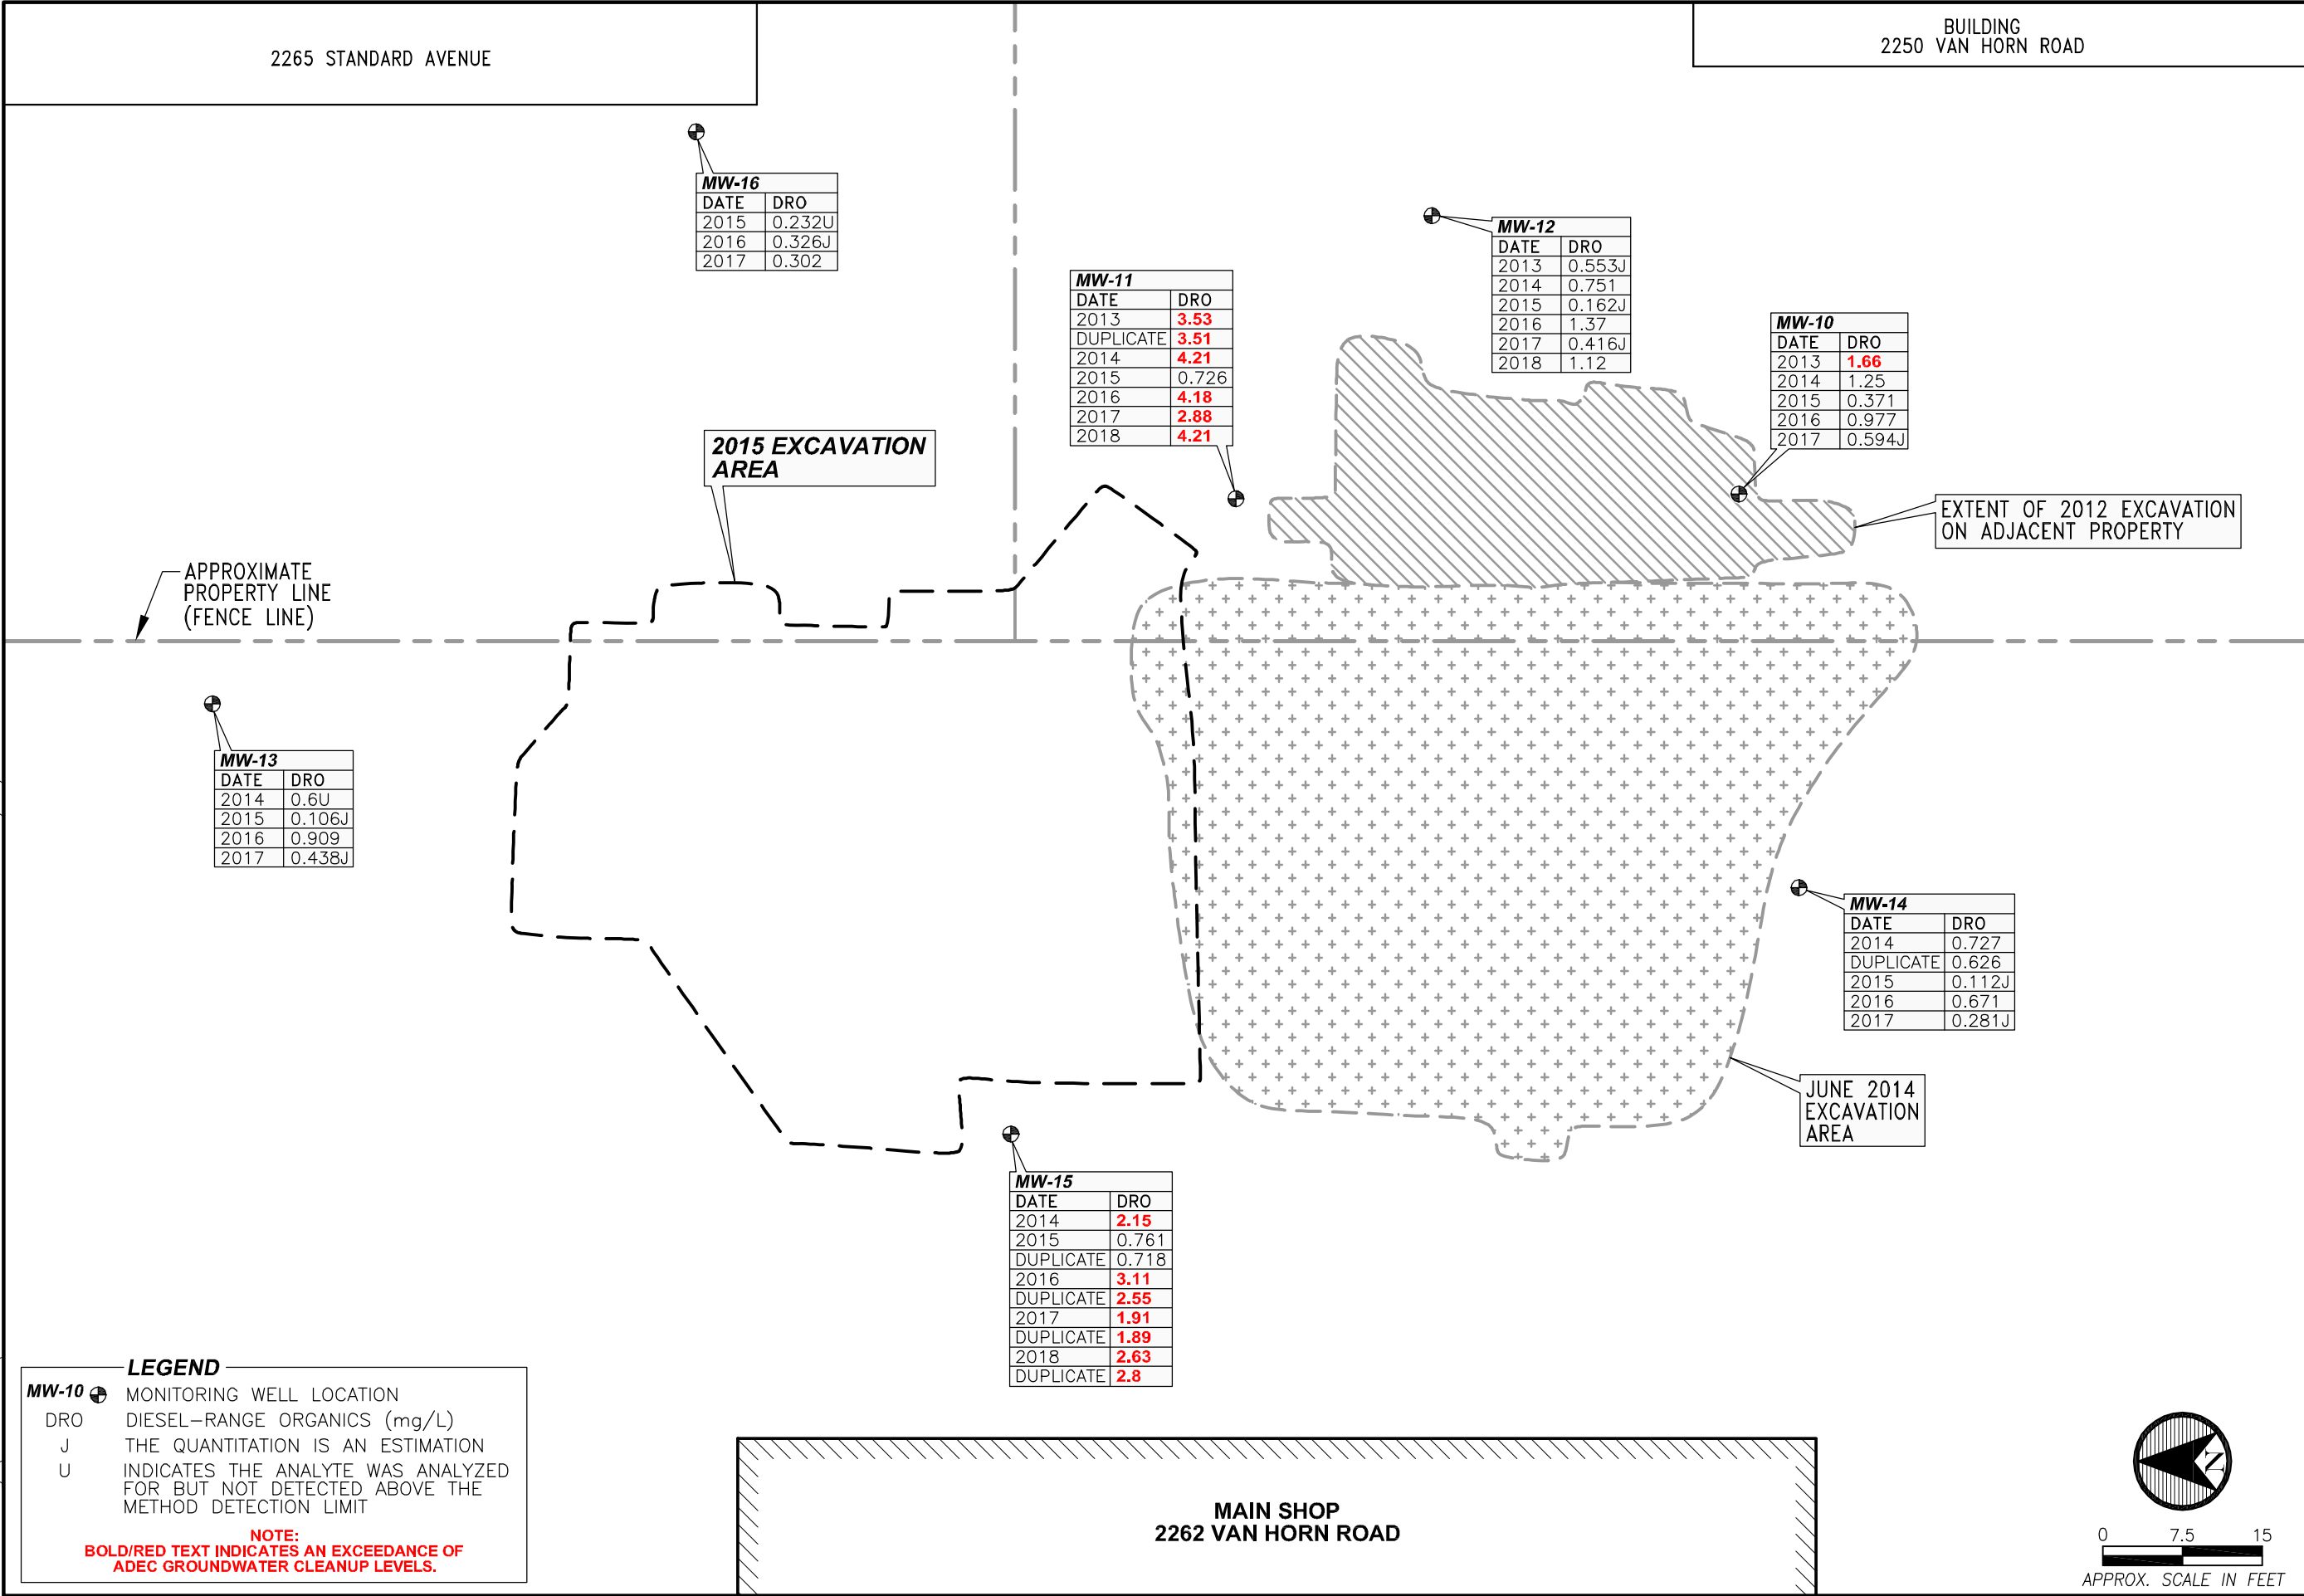 2265 STANDARD AVENUE
BUILDING
2250 VAN HORN ROAD
MW-16
DATE DRO
2015 0.232U
2016 0.326J
2017 0.302
MW-12
DATE DRO
2013 0.553J
2014 0.751
2015 0.162J
2016 1.37
2017 0.416J
2018 1.12
MW-11
DATE DRO
2013 3.53
DUPLICATE 3.51
2014 4.21
2015 0.726
2016 4.18
2017 2.88
2018 4.21
MW-10
DATE DRO
2013 1.66
2014 1.25
2015 0.371
2016 0.977
2017 0.594J
2015 EXCAVATION
AREA
EXTENT OF 2012 EXCAVATION
ON ADJACENT PROPERTY
APPROXIMATE
PROPERTY LINE
(FENCE LINE)
MW-13
DATE DRO
2014 0.6U
2015 0.106J
2016 0.909
2017 0.438J
MW-14
DATE DRO
2014 0.727
DUPLICATE 0.626
2015 0.112J
2016 0.671
2017 0.281J
JUNE 2014
EXCAVATION
AREA
MW-15
DATE DRO
2014 2.15
2015 0.761
DUPLICATE 0.718
2016 3.11
DUPLICATE 2.55
2017 1.91
DUPLICATE 1.89
2018 2.63
DUPLICATE 2.8
LEGEND
MW-10 MONITORING WELL LOCATION
DRO DIESEL-RANGE ORGANICS (mg/L)
J THE QUANTITATION IS AN ESTIMATION
U INDICATES THE ANALYTE WAS ANALYZED
FOR BUT NOT DETECTED ABOVE THE
METHOD DETECTION LIMIT
NOTE:
BOLD/RED TEXT INDICATES AN EXCEEDANCE OF
ADEC GROUNDWATER CLEANUP LEVELS.
MAIN SHOP
2262 VAN HORN ROAD
N
0 7.5 15
APPROX. SCALE IN FEET